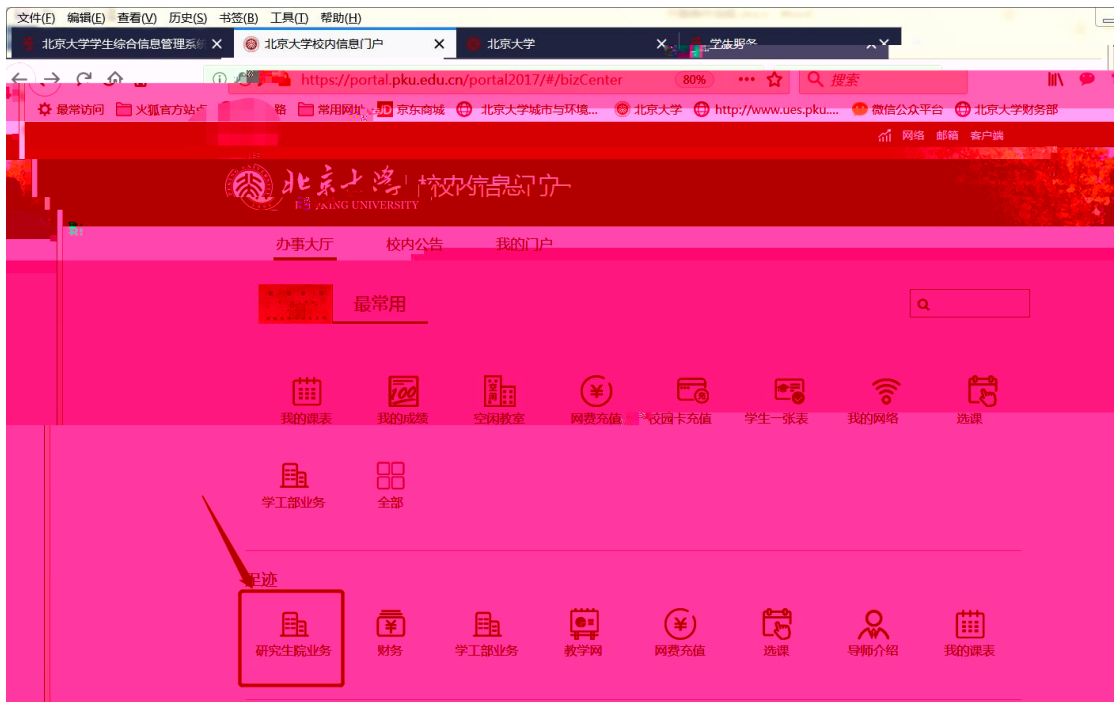 文件(F) 编辑(E) 查看(V) 历史(S) 书签(B) 工具(T) 帮助(H)
北京大学学生综合信息管理系统 北京大学校内信息门户 北京大学
https://portal.pku.edu.cn/portal2017/#/bizCenter 80% 搜索
最常访问 火狐官方站点 常用网址 JD 京东商城 北京大学城市与环境... 北京大学 http://www.ues.pku.... 微信公众平台 北京大学财务部
网络 邮箱 客户端
北京大学 校内信息门户
UNIVERSITY
办事大厅 校内公告 我的门户
最常用
我的课表 我的成绩 空闲教室 网费充值 校园卡充值 学生一张表 我的网络 选课
学工部业务 全部
足迹
研究生院业务 财务 学工部业务 教学网 网费充值 选课 导师介绍 我的课表